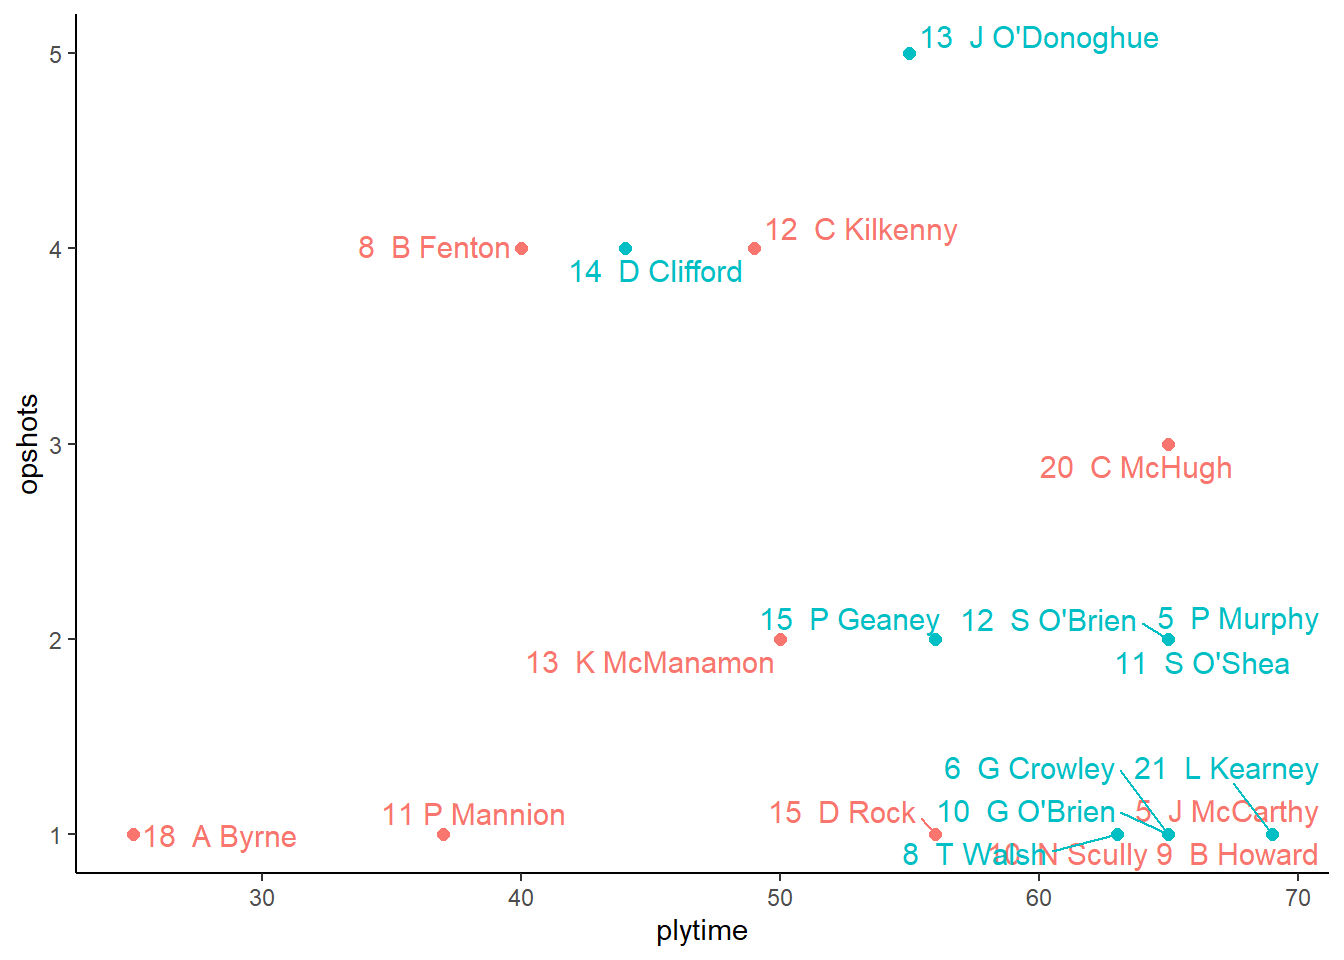 13 J O'Donoghue
5
12 C Kilkenny
8 B Fenton
4
14 D Clifford
3
20 C McHugh
opshots
15 P Geaney
12 S O'Brien
5 P Murphy
2
13 K McManamon
11 S O'Shea
6 G Crowley
21 L Kearney
11 P Mannion
15 D Rock
10 G O'Brien
5 J McCarthy
1
18 A Byrne
8 T Walsh
10 N Scully
9 B Howard
30 40 50 60 70
plytime